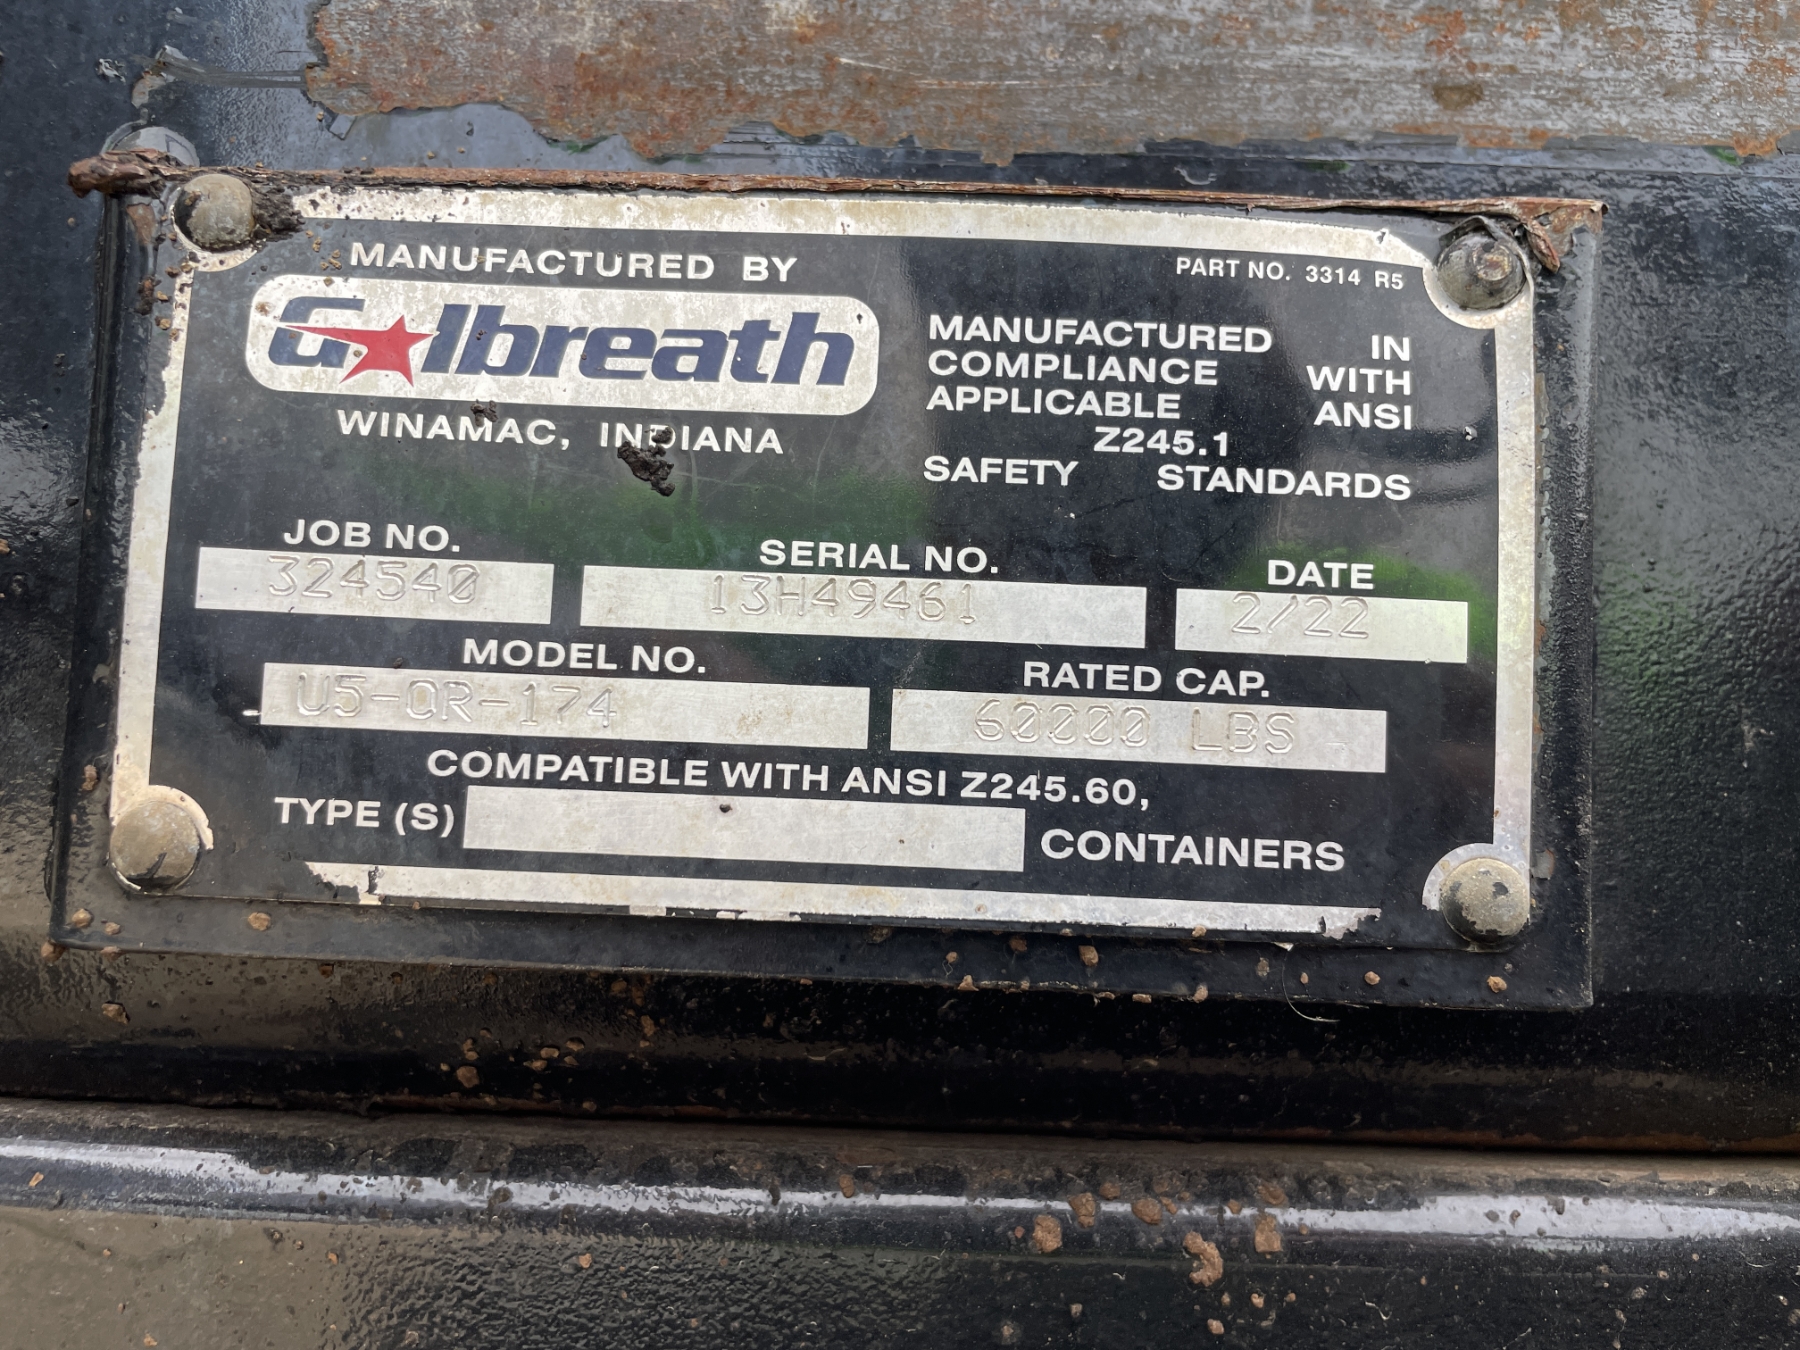 MANUFACTURED BY
Galbreath
WINAMAC, INDIANA
PART NO. 3314 R5
MANUFACTURED IN
COMPLIANCE WITH
APPLICABLE ANSI
Z245.1
SAFETY STANDARDS
JOB NO. SERIAL NO. DATE
324540 13H49461 2/22
MODEL NO. RATED CAP.
U5-OR-174 60000 LBS
COMPATIBLE WITH ANSI Z245.60,
TYPE (S) CONTAINERS